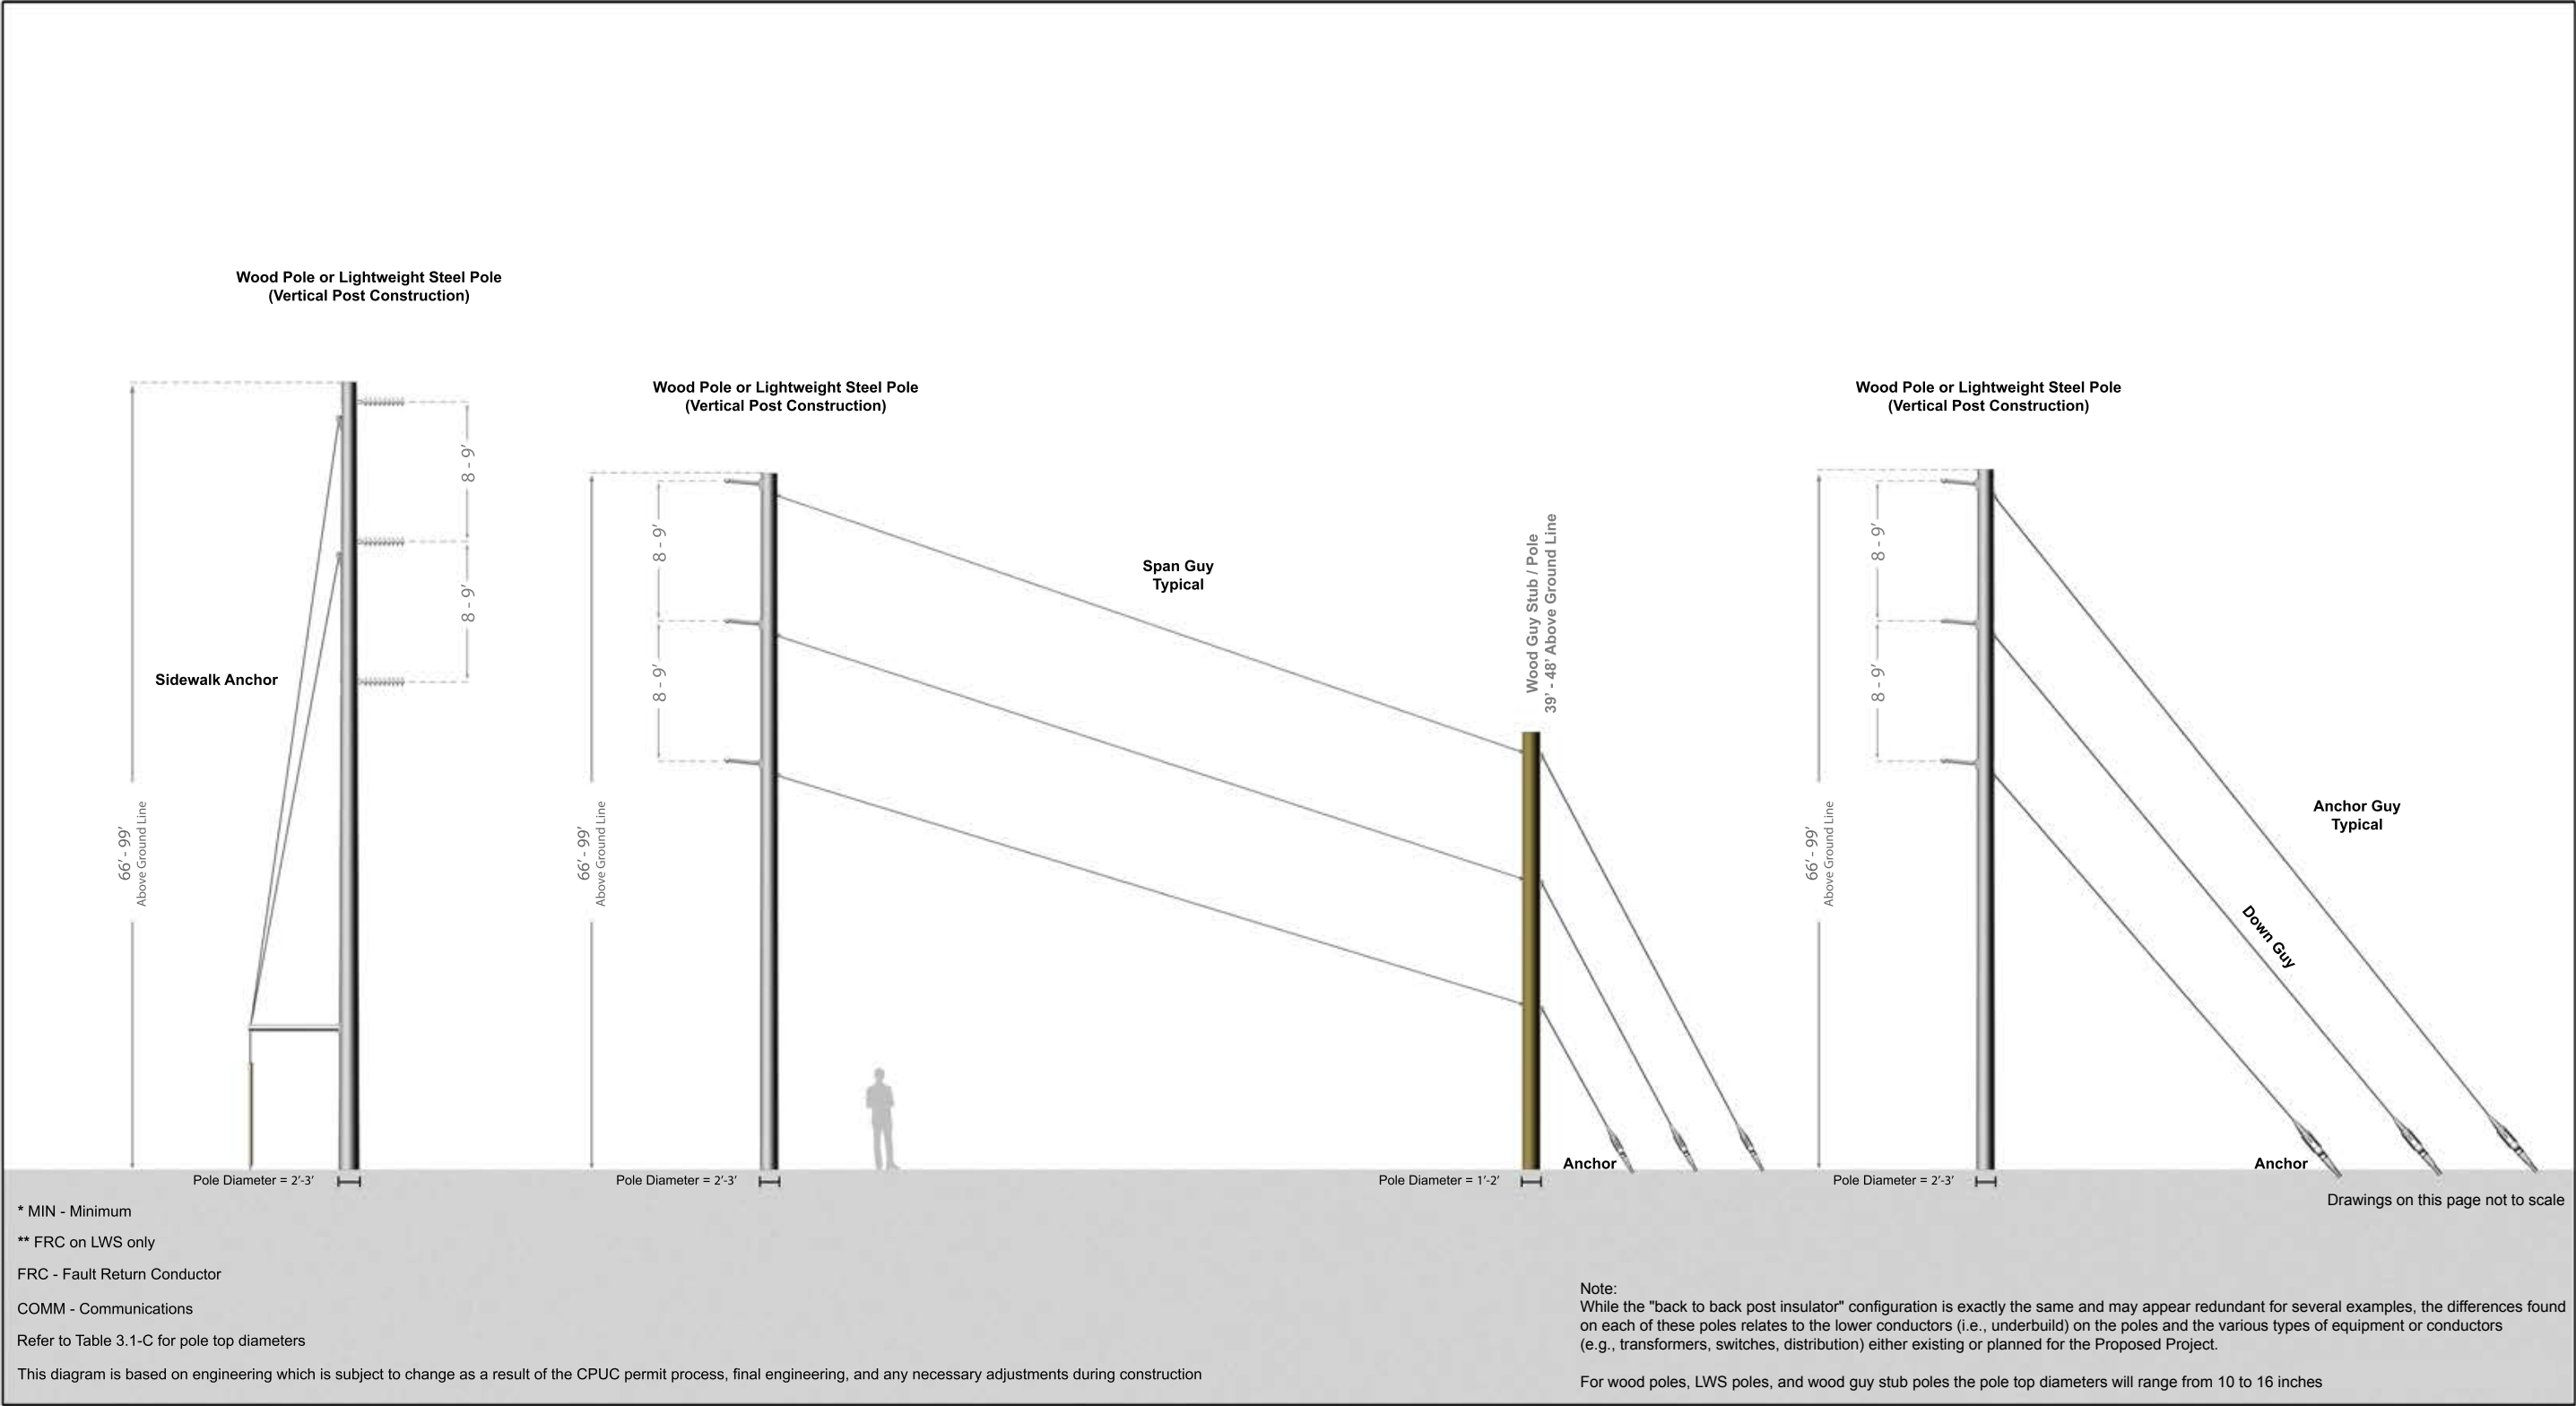 Wood Pole or Lightweight Steel Pole
(Vertical Post Construction)
8 - 9’
8 - 9’
Sidewalk Anchor
66’ - 99’
Above Ground Line
Pole Diameter = 2’-3’
Wood Pole or Lightweight Steel Pole
(Vertical Post Construction)
8 - 9’
8 - 9’
66’ - 99’
Above Ground Line
Pole Diameter = 2’-3’
Span Guy
Typical
Wood Guy Stub / Pole
39’ - 48’ Above Ground Line
Anchor
Pole Diameter = 1’-2’
Wood Pole or Lightweight Steel Pole
(Vertical Post Construction)
8 - 9’
8 - 9’
66’ - 99’
Above Ground Line
Anchor Guy
Typical
Down Guy
Anchor
Pole Diameter = 2’-3’
Drawings on this page not to scale
* MIN - Minimum
** FRC on LWS only
FRC - Fault Return Conductor
COMM - Communications
Refer to Table 3.1-C for pole top diameters
This diagram is based on engineering which is subject to change as a result of the CPUC permit process, final engineering, and any necessary adjustments during construction
Note:
While the "back to back post insulator" configuration is exactly the same and may appear redundant for several examples, the differences found
on each of these poles relates to the lower conductors (i.e., underbuild) on the poles and the various types of equipment or conductors
(e.g., transformers, switches, distribution) either existing or planned for the Proposed Project.
For wood poles, LWS poles, and wood guy stub poles the pole top diameters will range from 10 to 16 inches